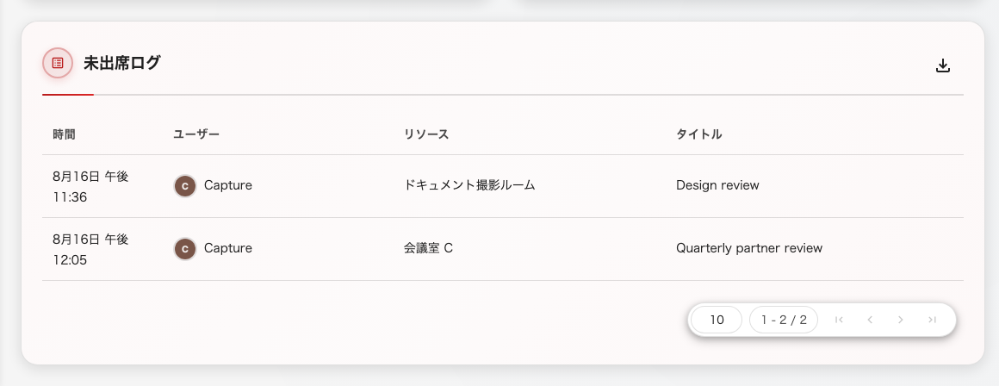 未出席ログ
時間 ユーザー リソース タイトル
8月16日 午後 11:36 C Capture ドキュメント撮影ルーム Design review
8月16日 午後 12:05 C Capture 会議室 C Quarterly partner review
10 1 - 2 / 2